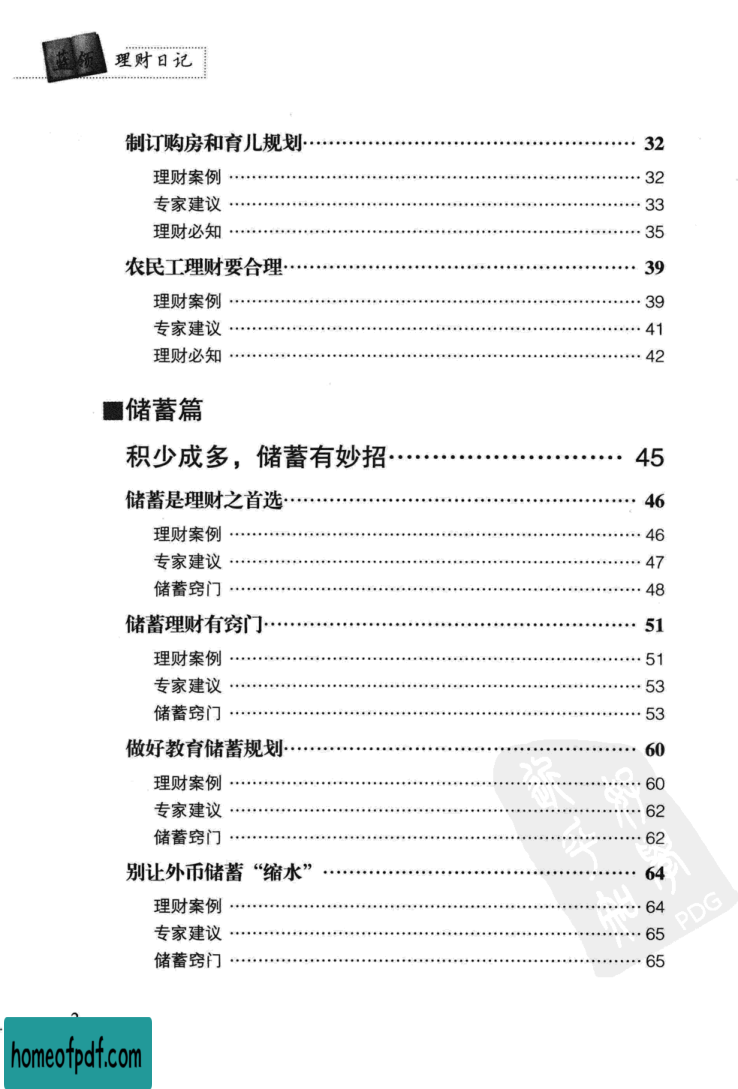 蓝领 理财日记
制订购房和育儿规划…………………………………… 32
理财案例 …………………………………………… 32
专家建议 …………………………………………… 33
理财必知 …………………………………………… 35
农民工理财要合理……………………………………… 39
理财案例 …………………………………………… 39
专家建议 …………………………………………… 41
理财必知 …………………………………………… 42
■储蓄篇
积少成多，储蓄有妙招………………………… 45
储蓄是理财之首选……………………………………… 46
理财案例 …………………………………………… 46
专家建议 …………………………………………… 47
储蓄窍门 …………………………………………… 48
储蓄理财有窍门………………………………………… 51
理财案例 …………………………………………… 51
专家建议 …………………………………………… 53
储蓄窍门 …………………………………………… 53
做好教育储蓄规划……………………………………… 60
理财案例 …………………………………………… 60
专家建议 …………………………………………… 62
储蓄窍门 …………………………………………… 62
别让外币储蓄“缩水” ………………………………… 64
理财案例 …………………………………………… 64
专家建议 …………………………………………… 65
储蓄窍门 …………………………………………… 65
PDG
homeofpdf.com